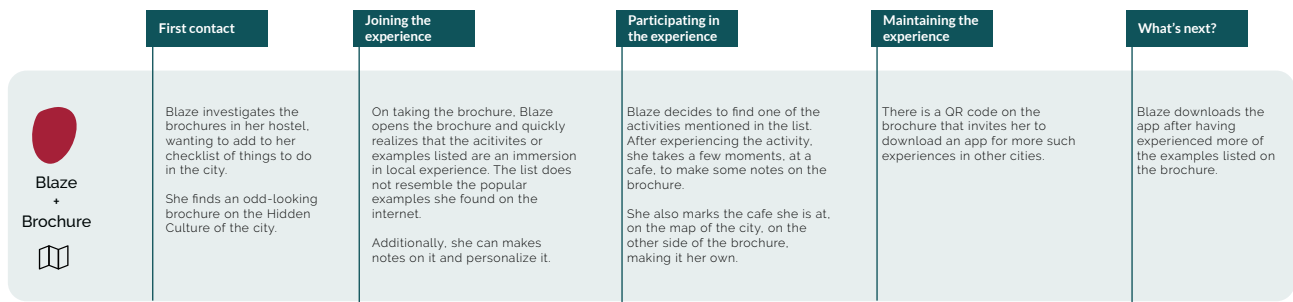 First contact
Joining the
experience
Participating in
the experience
Maintaining the
experience
What's next?
Blaze
+
Brochure
Blaze investigates the
brochures in her hostel,
wanting to add to her
checklist of things to do
in the city.
She finds an odd-looking
brochure on the Hidden
Culture of the city.
On taking the brochure, Blaze
opens the brochure and quickly
realizes that the acitivites or
examples listed are an immersion
in local experience. The list does
not resemble the popular
examples she found on the
internet.
Additionally, she can makes
notes on it and personalize it.
Blaze decides to find one of the
activities mentioned in the list.
After experiencing the activity,
she takes a few moments, at a
cafe, to make some notes on the
brochure.
She also marks the cafe she is at,
on the map of the city, on the
other side of the brochure,
making it her own.
There is a QR code on the
brochure that invites her to
download an app for more such
experiences in other cities.
Blaze downloads the
app after having
experienced more of
the examples listed on
the brochure.